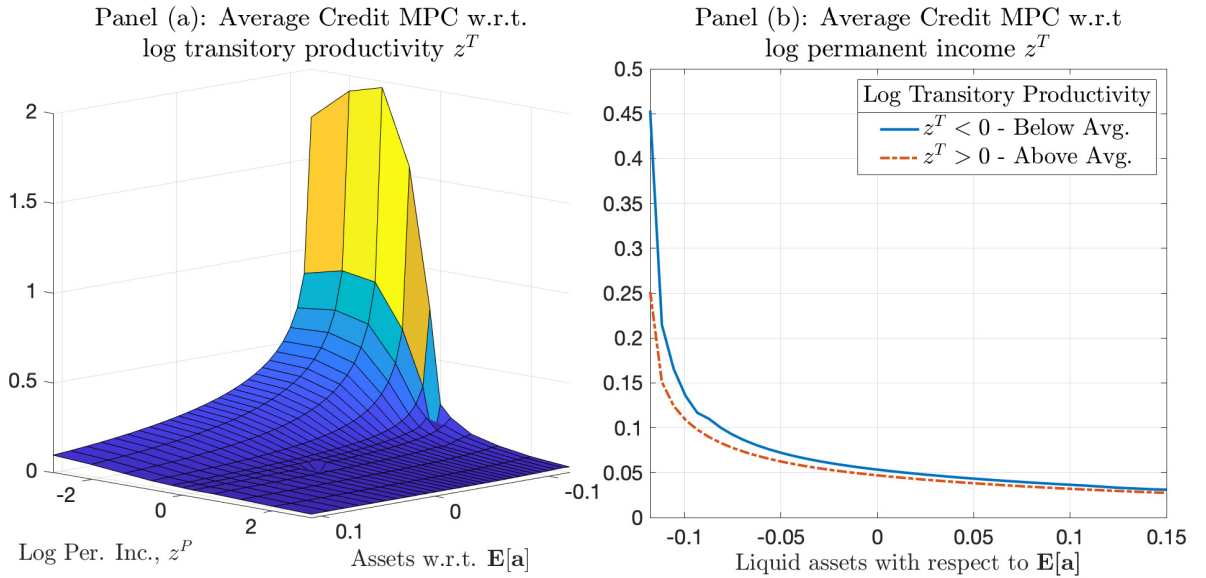 Panel (a): Average Credit MPC w.r.t.
log transitory productivity z^T
2
1.5
1
0.5
0
-2
0
2
0.1
0
-0.1
Log Per. Inc., z^P
Assets w.r.t. E[a]
Panel (b): Average Credit MPC w.r.t
log permanent income z^T
0.5
0.45
0.4
0.35
0.3
0.25
0.2
0.15
0.1
0.05
0
Log Transitory Productivity
z^T < 0 - Below Avg.
z^T > 0 - Above Avg.
-0.1
-0.05
0
0.05
0.1
0.15
Liquid assets with respect to E[a]